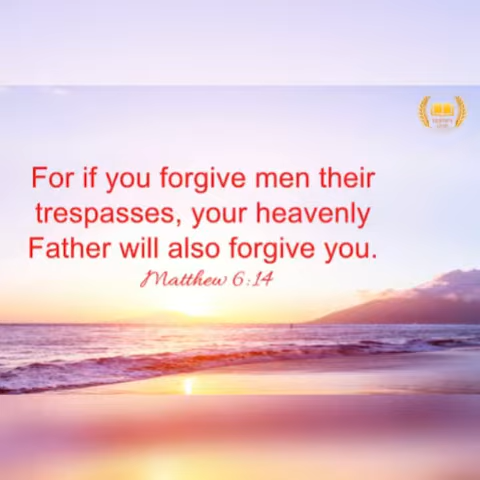 For if you forgive men their
trespasses, your heavenly
Father will also forgive you.
Matthew 6:14